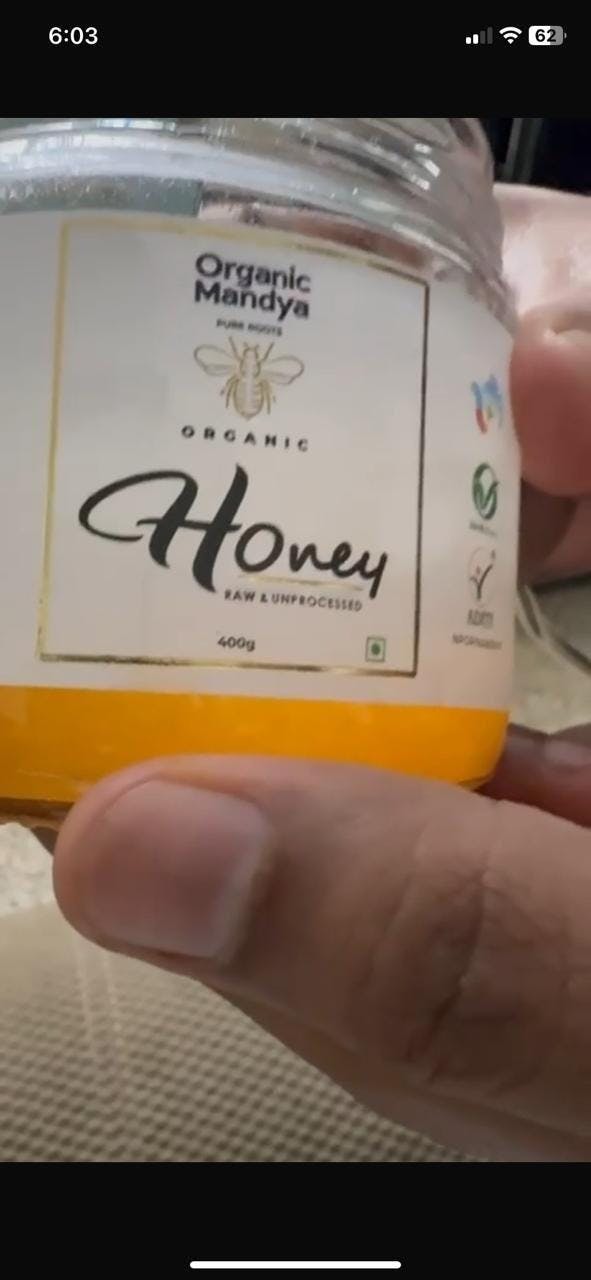 6:03
62
Organic
Mandya
PURE ROOTS
ORGANIC
Honey
RAW & UNPROCESSED
400g